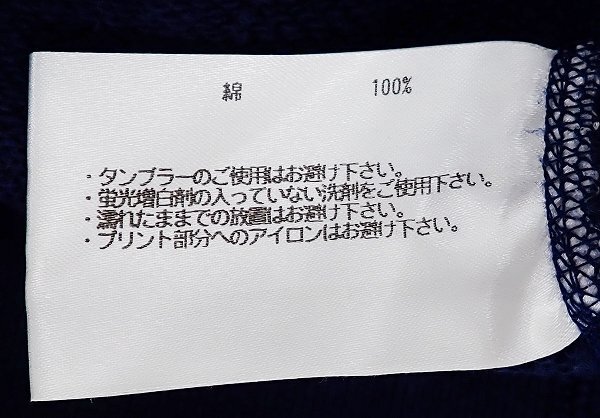 綿 100%
・タンブラーのご使用はお避け下さい。
・蛍光増白剤の入っていない洗剤をご使用下さい。
・濡れたままでの放置はお避け下さい。
・プリント部分へのアイロンはお避け下さい。